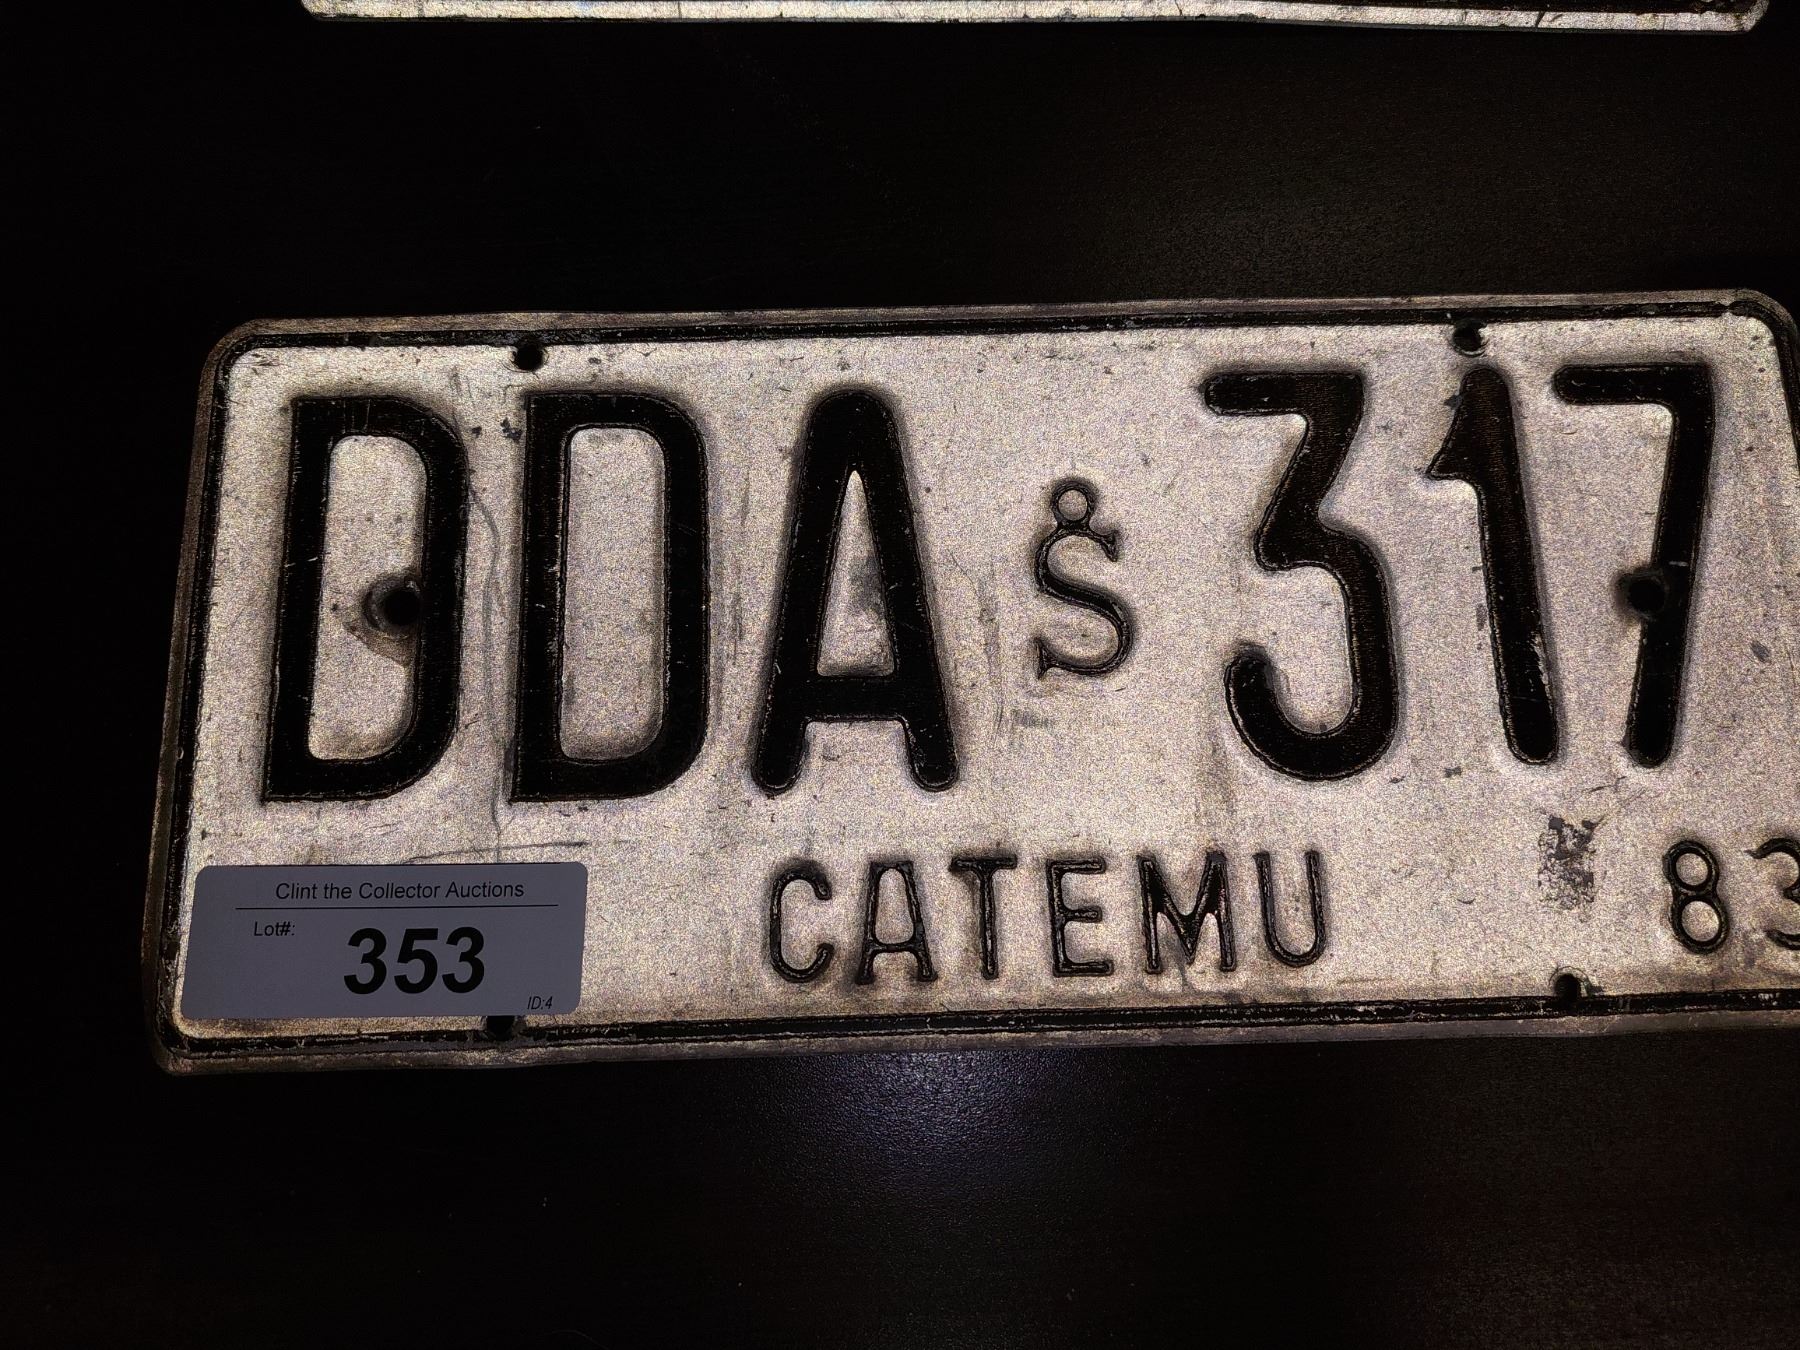 DDA S 317
CATEMU 83
Clint the Collector Auctions
Lot#: 353
ID:4